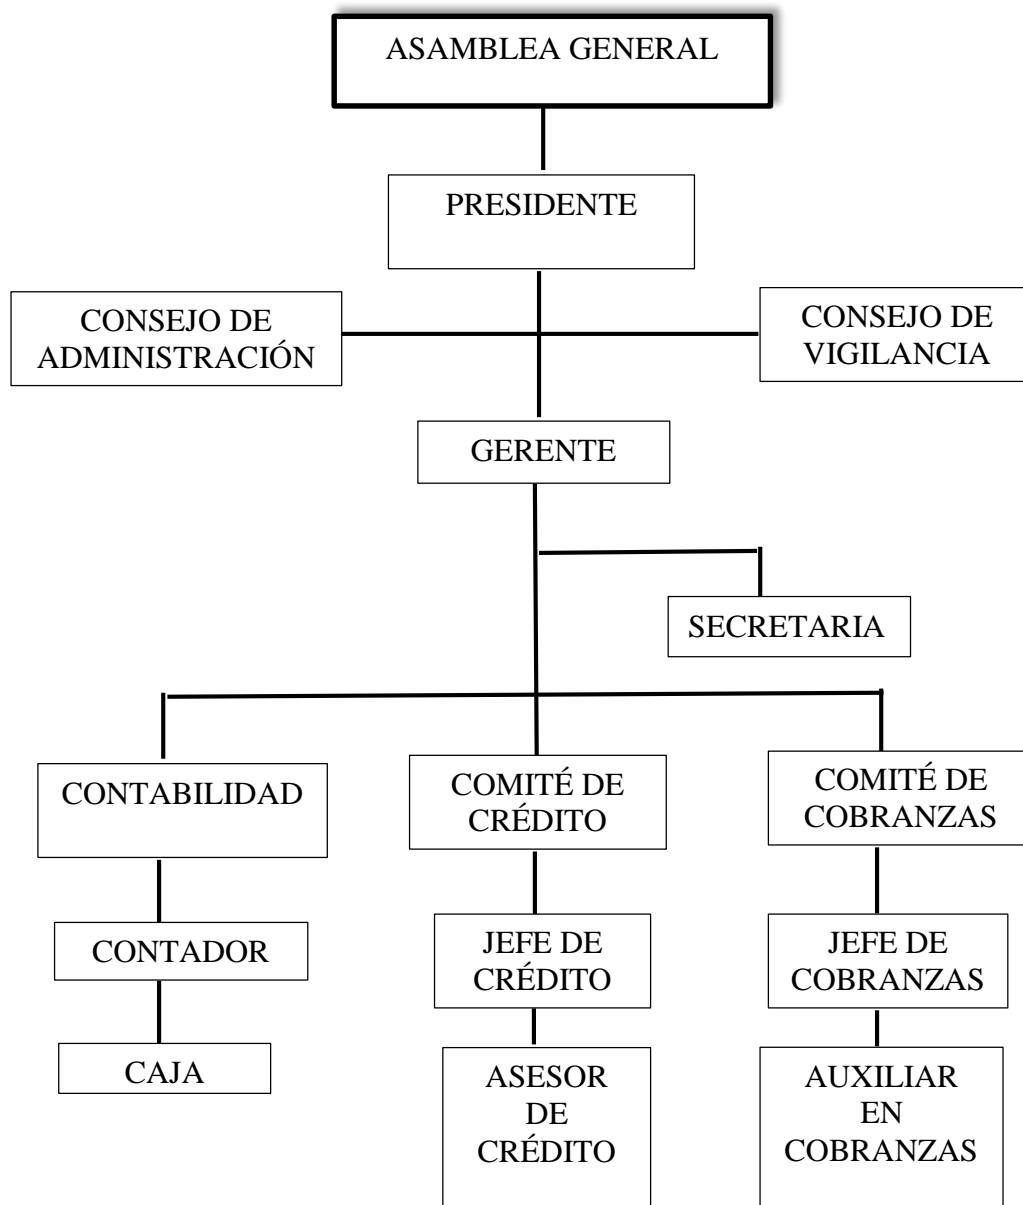 ASAMBLEA GENERAL
PRESIDENTE
CONSEJO DE
ADMINISTRACIÓN
CONSEJO DE
VIGILANCIA
GERENTE
SECRETARIA
CONTABILIDAD
COMITÉ DE
CRÉDITO
COMITÉ DE
COBRANZAS
CONTADOR
JEFE DE
CRÉDITO
JEFE DE
COBRANZAS
CAJA
ASESOR
DE
CRÉDITO
AUXILIAR
EN
COBRANZAS